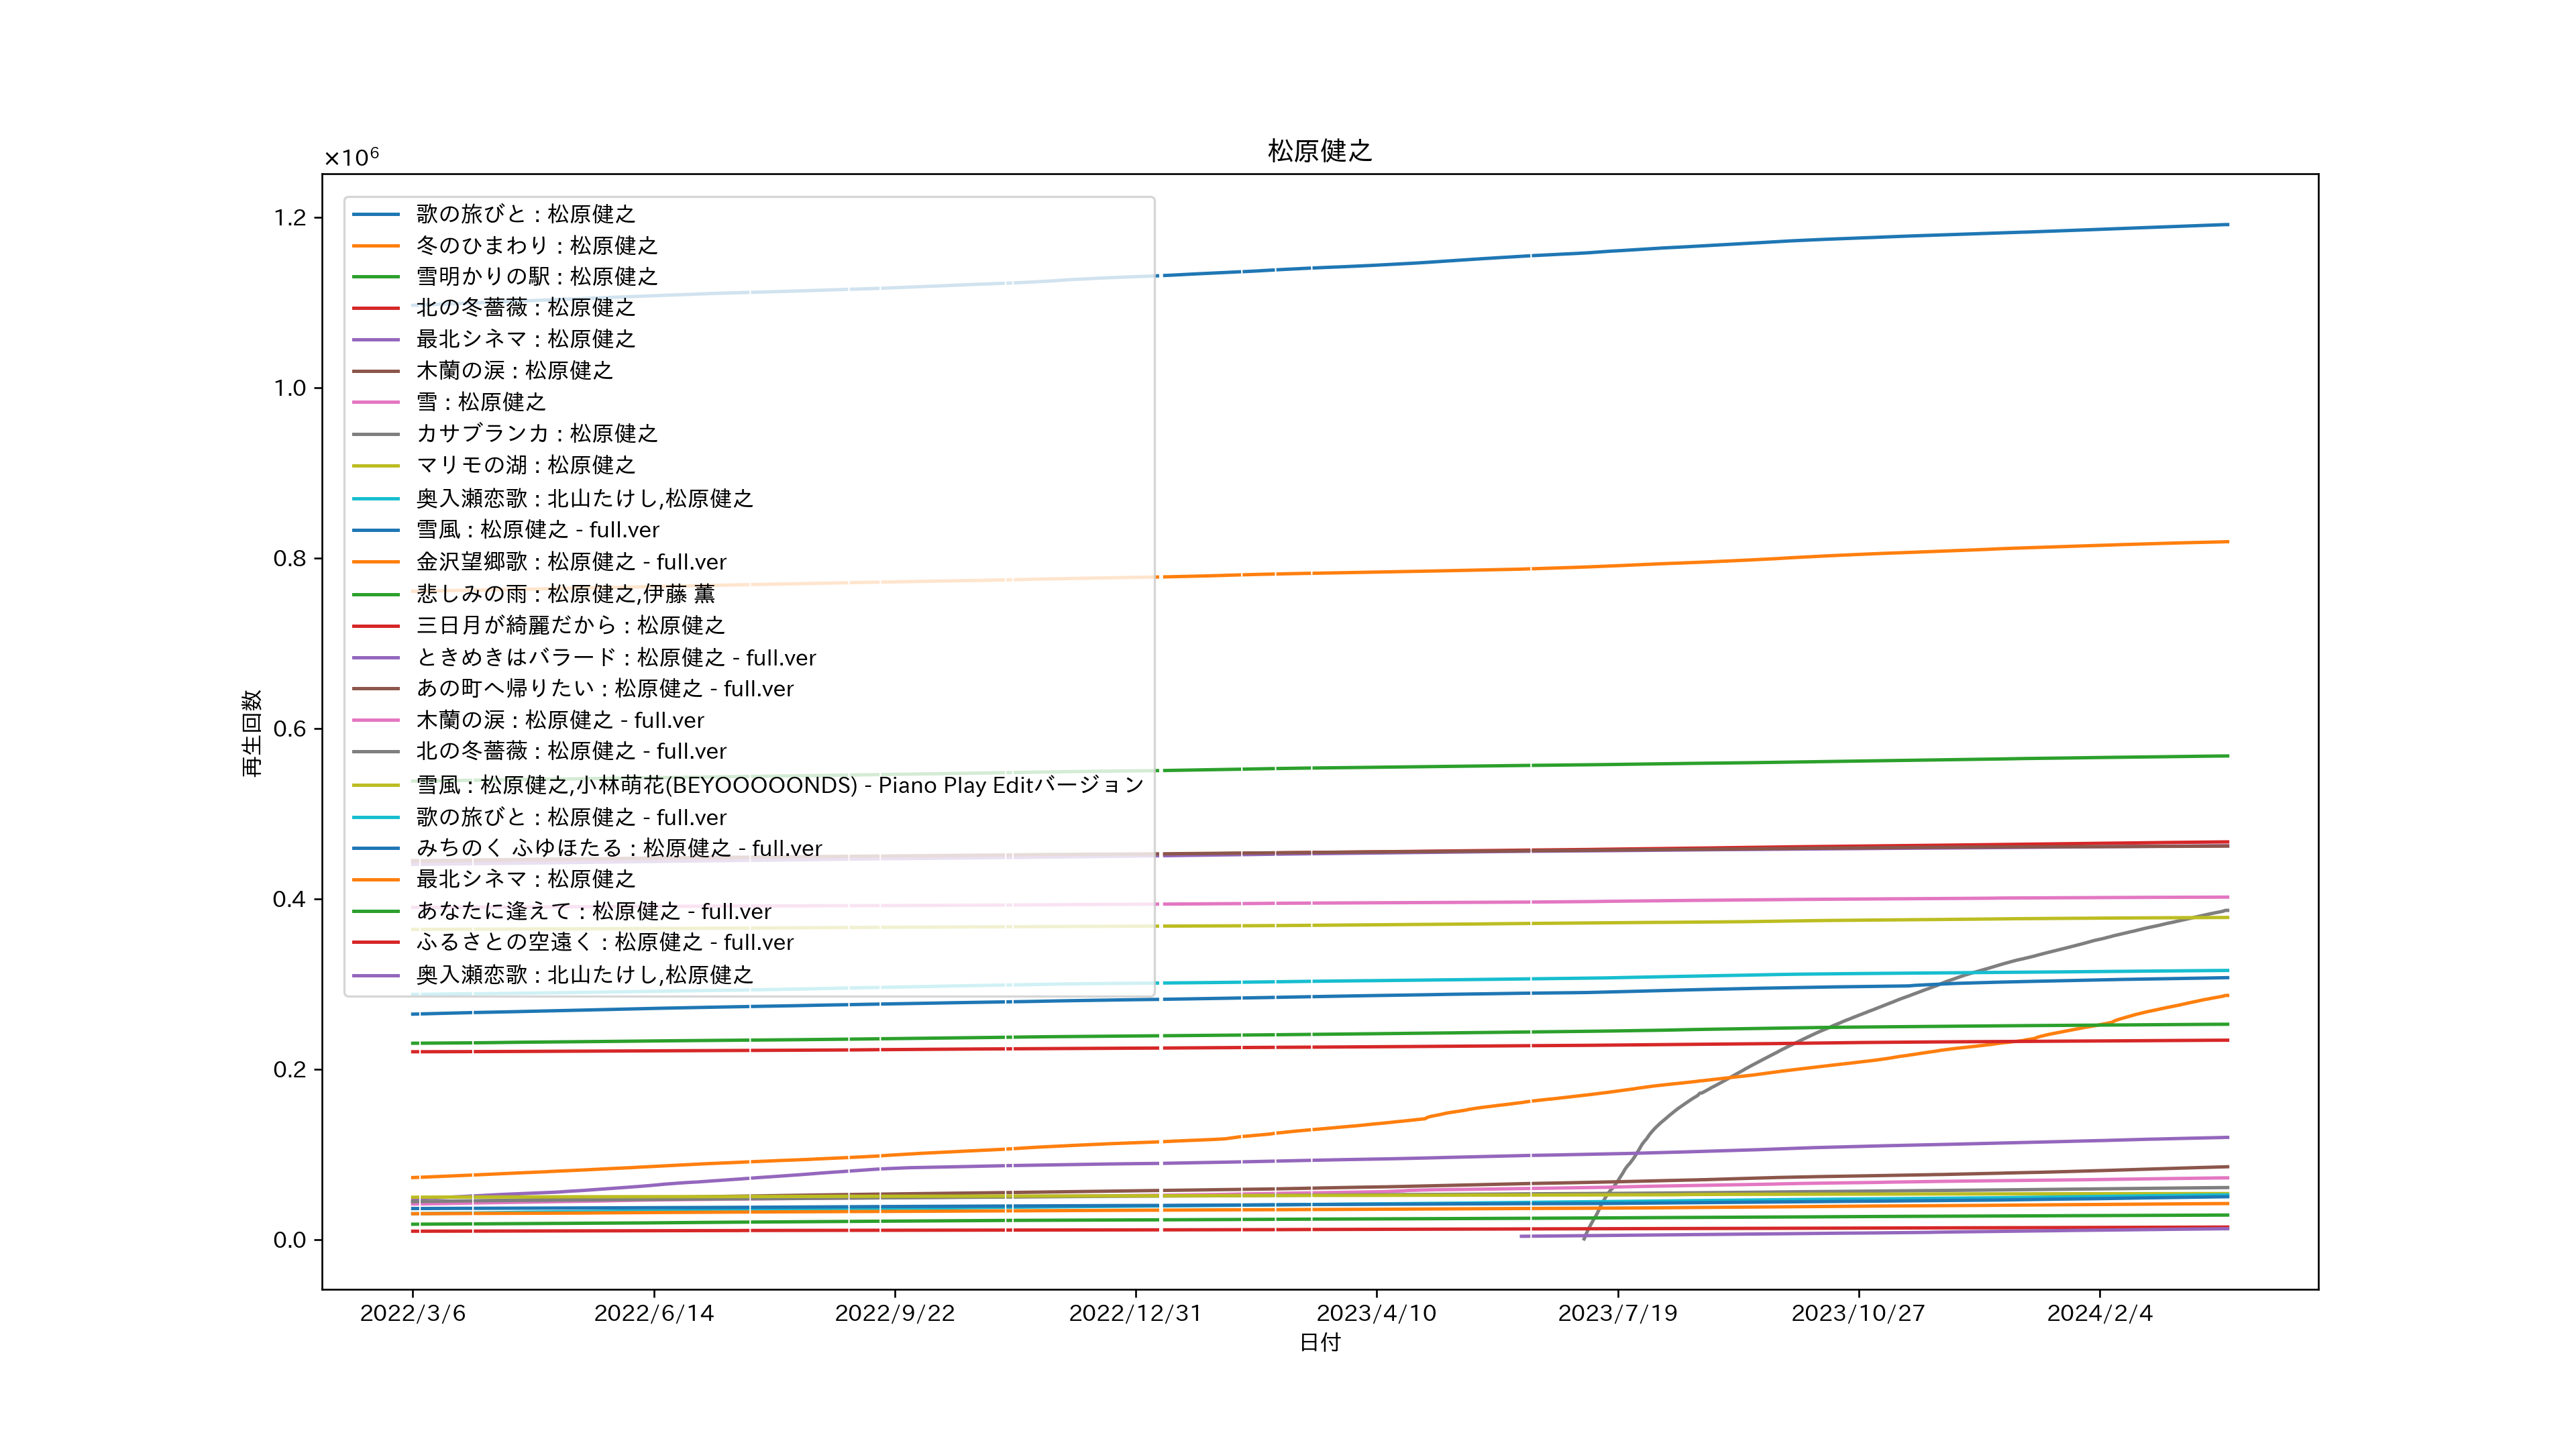 松原健之
×10⁶
1.2
1.0
0.8
0.6
0.4
0.2
0.0
再生回数
歌の旅びと : 松原健之
冬のひまわり : 松原健之
雪明かりの駅 : 松原健之
北の冬薔薇 : 松原健之
最北シネマ : 松原健之
木蘭の涙 : 松原健之
雪 : 松原健之
カサブランカ : 松原健之
マリモの湖 : 松原健之
奥入瀬恋歌 : 北山たけし,松原健之
雪風 : 松原健之 - full.ver
金沢望郷歌 : 松原健之 - full.ver
悲しみの雨 : 松原健之,伊藤 薫
三日月が綺麗だから : 松原健之
ときめきはバラード : 松原健之 - full.ver
あの町へ帰りたい : 松原健之 - full.ver
木蘭の涙 : 松原健之 - full.ver
北の冬薔薇 : 松原健之 - full.ver
雪風 : 松原健之,小林萌花(BEYOOOOONDS) - Piano Play Editバージョン
歌の旅びと : 松原健之 - full.ver
みちのく ふゆほたる : 松原健之 - full.ver
最北シネマ : 松原健之
あなたに逢えて : 松原健之 - full.ver
ふるさとの空遠く : 松原健之 - full.ver
奥入瀬恋歌 : 北山たけし,松原健之
2022/3/6 2022/6/14 2022/9/22 2022/12/31 2023/4/10 2023/7/19 2023/10/27 2024/2/4
日付